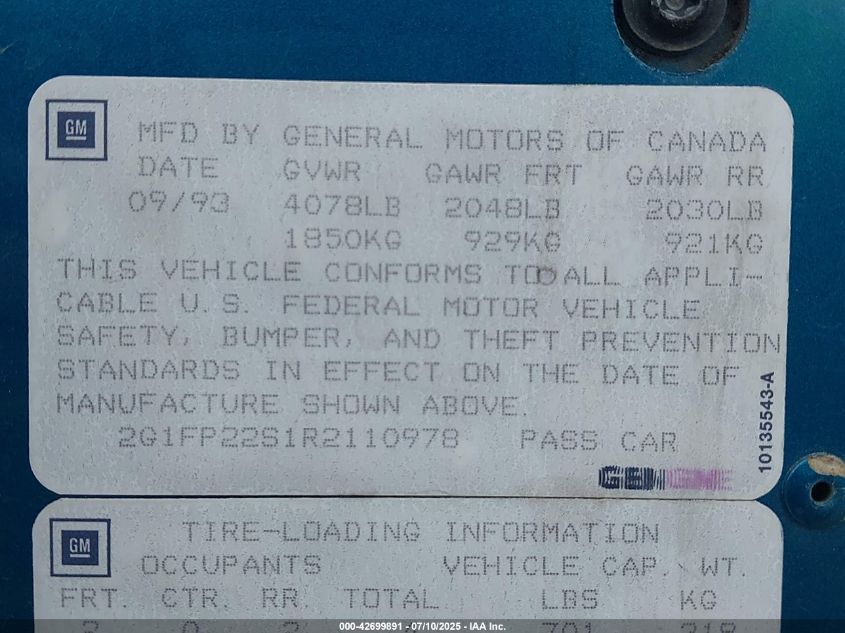 GM
MFD BY GENERAL MOTORS OF CANADA
DATE GVWR GAWR FRT GAWR RR
09/93 4078LB 2048LB 2030LB
1850KG 929KG 921KG
THIS VEHICLE CONFORMS TO ALL APPLI-
CABLE U.S. FEDERAL MOTOR VEHICLE
SAFETY, BUMPER, AND THEFT PREVENTION
STANDARDS IN EFFECT ON THE DATE OF
MANUFACTURE SHOWN ABOVE.
2G1FP22S1R2110978 PASS CAR
10135543-A
GM
TIRE-LOADING INFORMATION
OCCUPANTS VEHICLE CAP. WT.
FRT. CTR. RR. TOTAL LBS KG
000-42699891 - 07/10/2025 - IAA Inc.